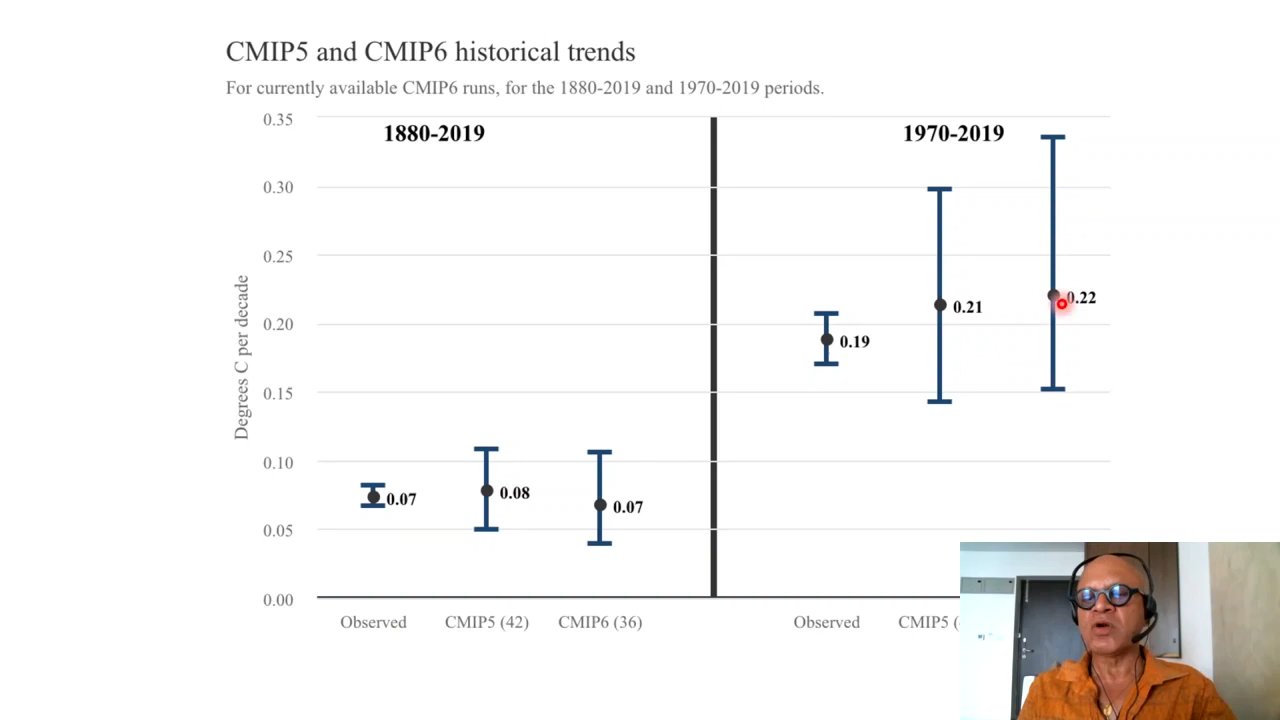 CMIP5 and CMIP6 historical trends
For currently available CMIP6 runs, for the 1880-2019 and 1970-2019 periods.
0.35
0.30
0.25
0.20
0.15
0.10
0.05
0.00
Degrees C per decade
1880-2019
0.07
0.08
0.07
Observed
CMIP5 (42)
CMIP6 (36)
1970-2019
0.19
0.21
0.22
Observed
CMIP5 (